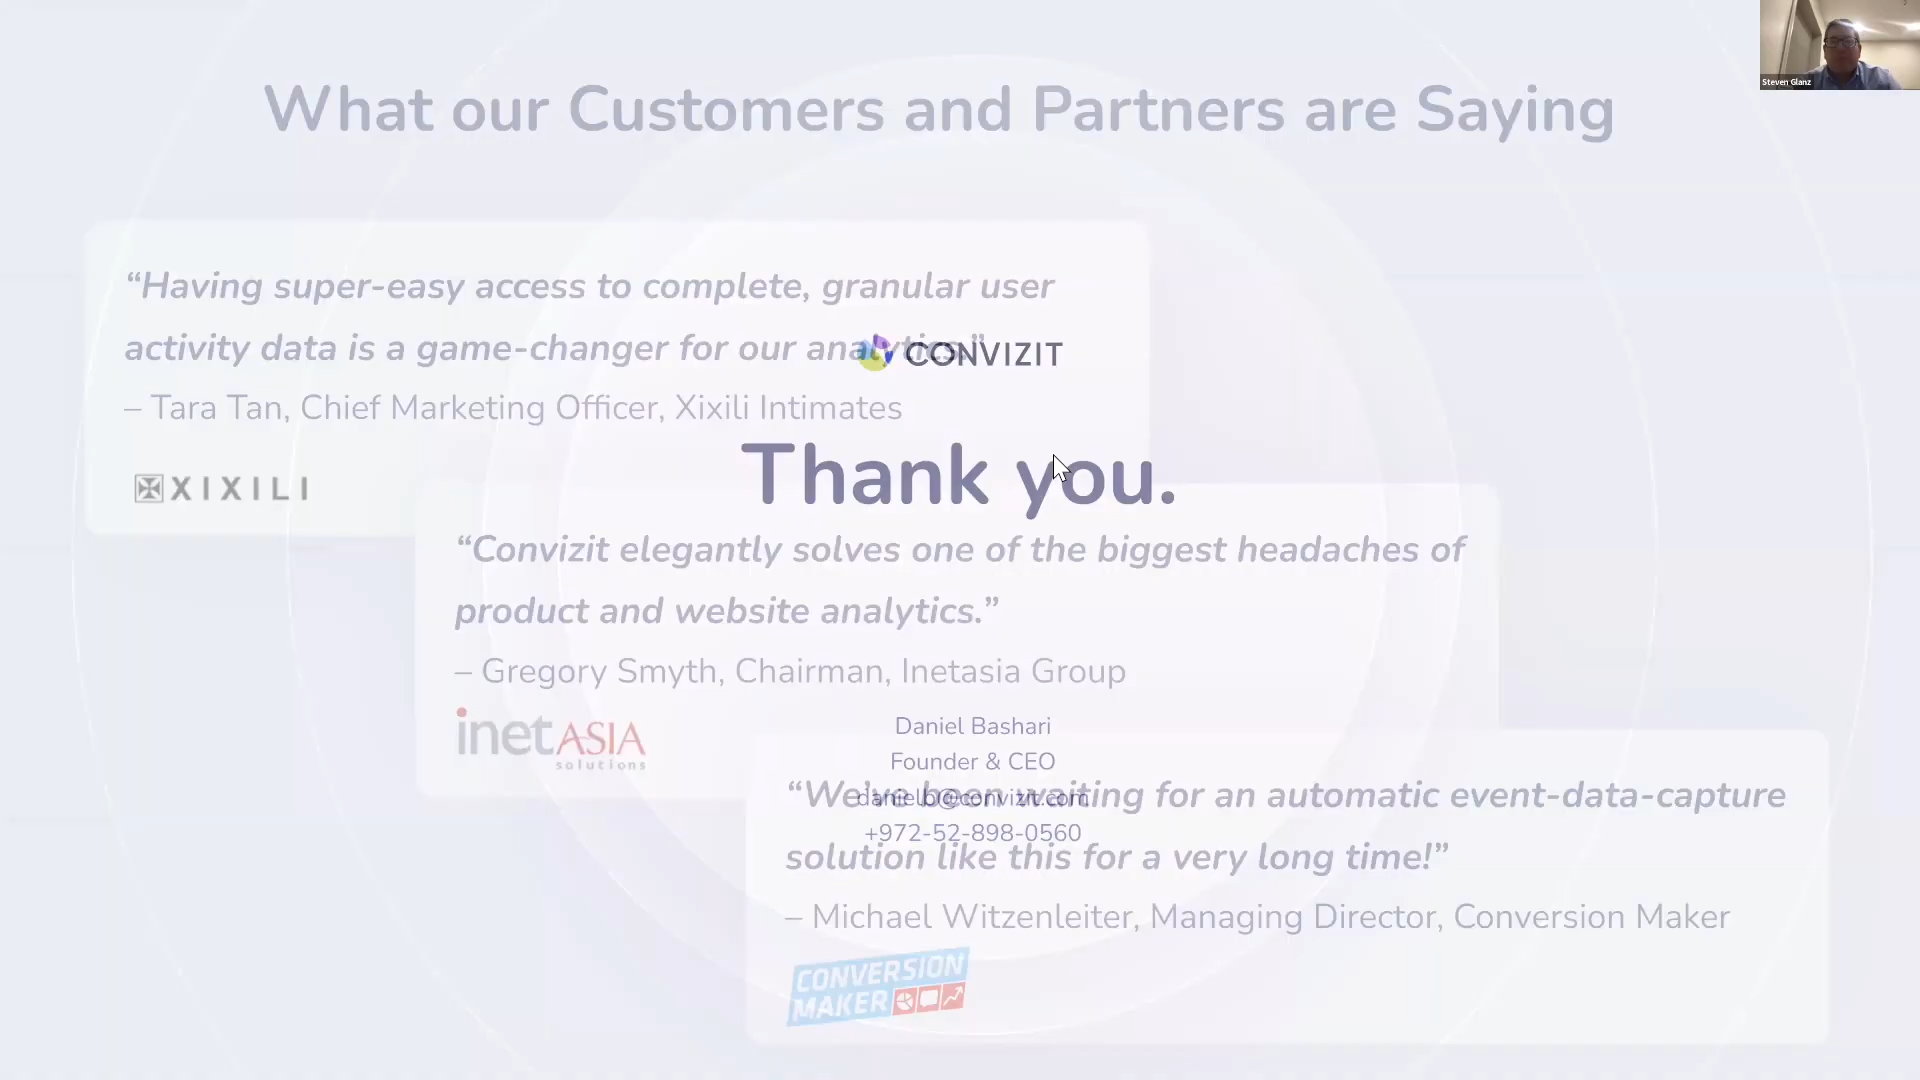 Steven Glanz
What our Customers and Partners are Saying
“Having super-easy access to complete, granular user
activity data is a game-changer for our analytics.”
– Tara Tan, Chief Marketing Officer, Xixili Intimates
XIXILI
CONVIZIT
Thank you.
“Convizit elegantly solves one of the biggest headaches of
product and website analytics.”
– Gregory Smyth, Chairman, Inetasia Group
inetASIA
solutions
Daniel Bashari
Founder & CEO
danielb@convizit.com
+972-52-898-0560
“We've been waiting for an automatic event-data-capture
solution like this for a very long time!”
– Michael Witzenleiter, Managing Director, Conversion Maker
CONVERSION
MAKER